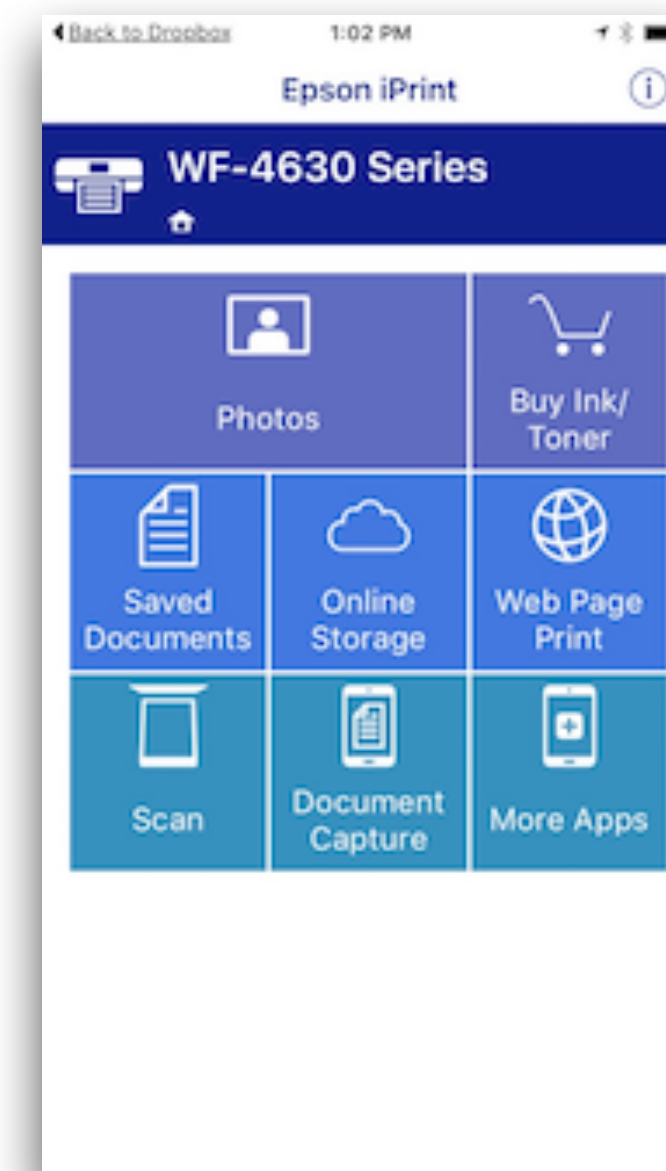 Back to Dropbox 1:02 PM
Epson iPrint
WF-4630 Series
Photos
Buy Ink/
Toner
Saved
Documents
Online
Storage
Web Page
Print
Scan
Document
Capture
More Apps